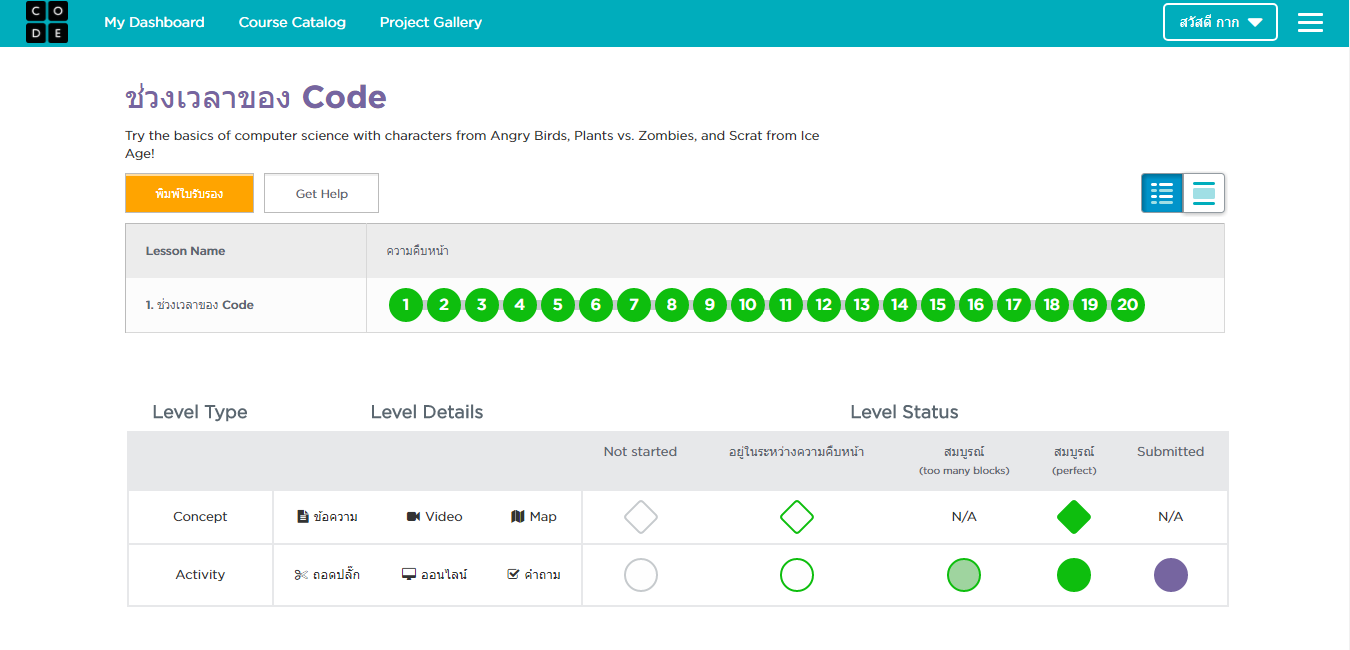 C O
D E
My Dashboard Course Catalog Project Gallery สวัสดี กาก
ช่วงเวลาของ Code
Try the basics of computer science with characters from Angry Birds, Plants vs. Zombies, and Scrat from Ice
Age!
พิมพ์ใบรับรอง Get Help
Lesson Name ความคืบหน้า
1. ช่วงเวลาของ Code 1 2 3 4 5 6 7 8 9 10 11 12 13 14 15 16 17 18 19 20
Level Type Level Details Level Status
Not started อยู่ในระหว่างความคืบหน้า สมบูรณ์ สมบูรณ์ Submitted
(too many blocks) (perfect)
Concept ข้อความ Video Map N/A N/A
Activity ถอดปลั๊ก ออนไลน์ คำถาม